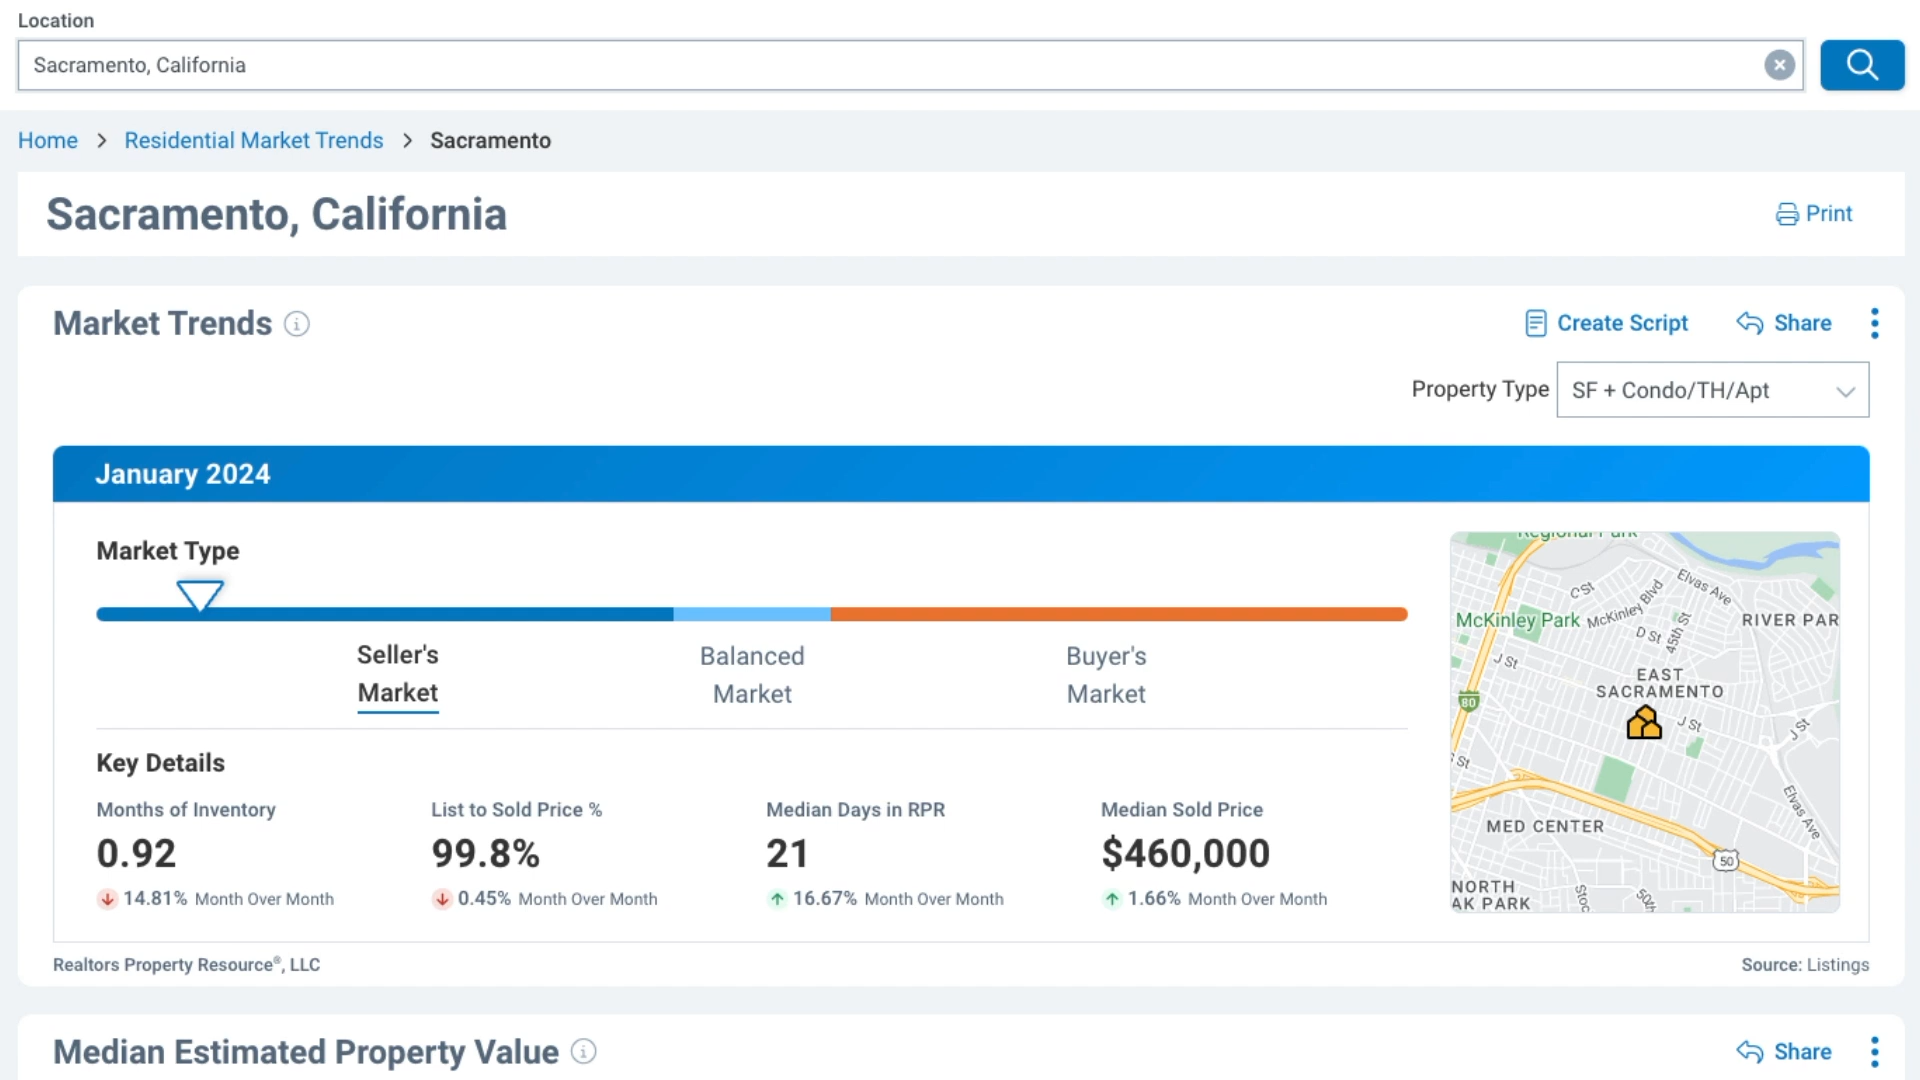 Location
Sacramento, California
Home > Residential Market Trends > Sacramento
Sacramento, California
Print
Market Trends
Create Script
Share
Property Type
SF + Condo/TH/Apt
January 2024
Market Type
Seller's
Market
Balanced
Market
Buyer's
Market
Key Details
Months of Inventory
0.92
14.81% Month Over Month
List to Sold Price %
99.8%
0.45% Month Over Month
Median Days in RPR
21
16.67% Month Over Month
Median Sold Price
$460,000
1.66% Month Over Month
Regional Park
C St
Elvas Ave
McKinley Park
McKinley Blvd
RIVER PAR
D St
45th St
J St
EAST
SACRAMENTO
80
J St
J St
St
Elvas Ave
MED CENTER
50
NORTH
AK PARK
Stoc
50th
Realtors Property Resource®, LLC
Source: Listings
Median Estimated Property Value
Share